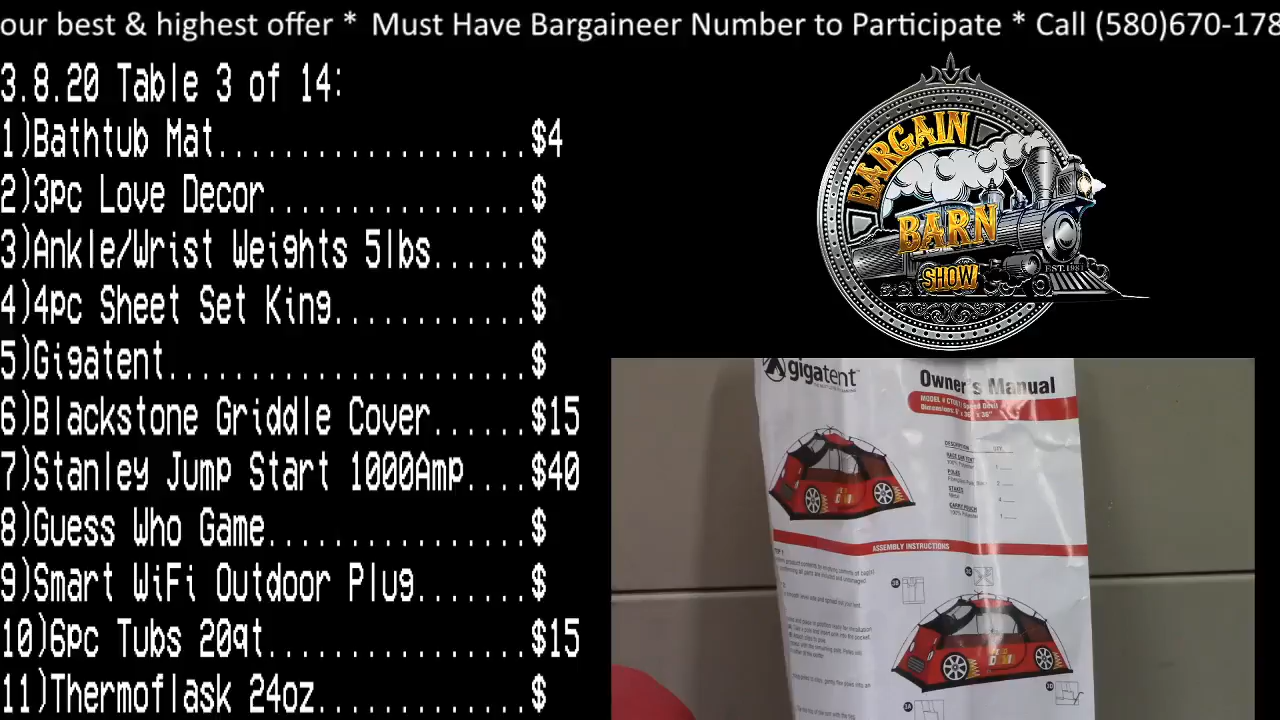 our best & highest offer * Must Have Bargaineer Number to Participate * Call (580)670-178
3.8.20 Table 3 of 14:
1)Bathtub Mat...................$4
2)3pc Love Decor................$
3)Ankle/Wrist Weights 5lbs......$
4)4pc Sheet Set King............$
5)Gigatent......................$
6)Blackstone Griddle Cover......$15
7)Stanley Jump Start 1000Amp....$40
8)Guess Who Game................$
9)Smart WiFi Outdoor Plug.......$
10)6pc Tubs 20qt................$15
11)Thermoflask 24oz.............$
BARGAIN
BARN
SHOW
gigatent
Owner's Manual
MODEL #
Dimensions:
DESCRIPTION
ASSEMBLY INSTRUCTIONS